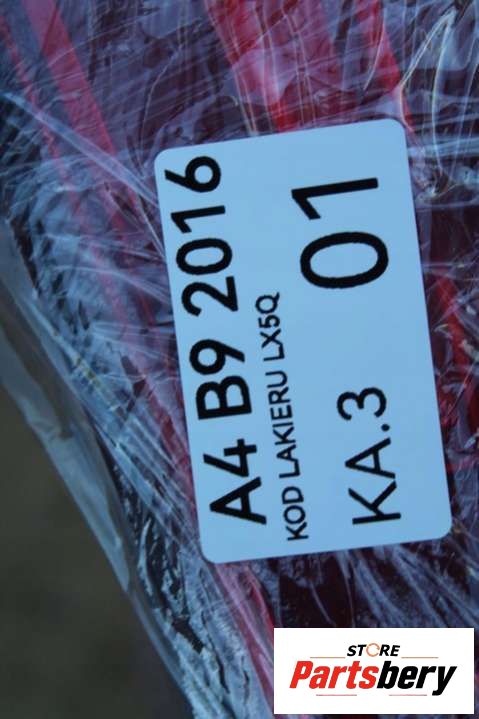 A4 B9 2016
KOD LAKIERU LX5Q
KA.3 01
STORE
Partsbery